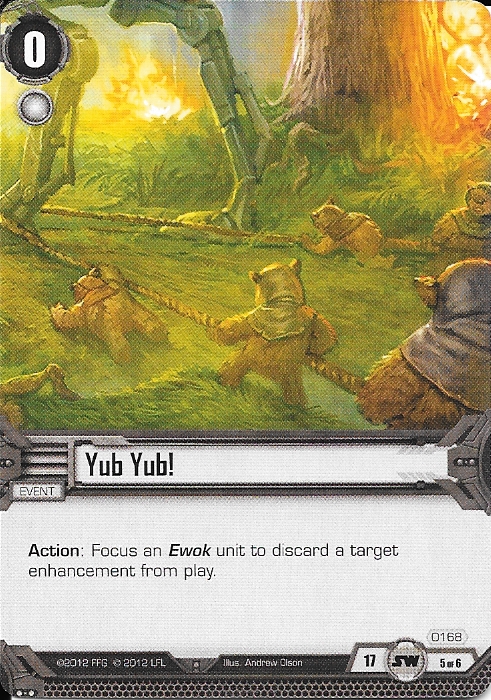 0
Yub Yub!
EVENT
Action: Focus an Ewok unit to discard a target
enhancement from play.
0168
©2012 FFG © 2012 LFL Illus. Andrew Olson 17 SW 5 of 6